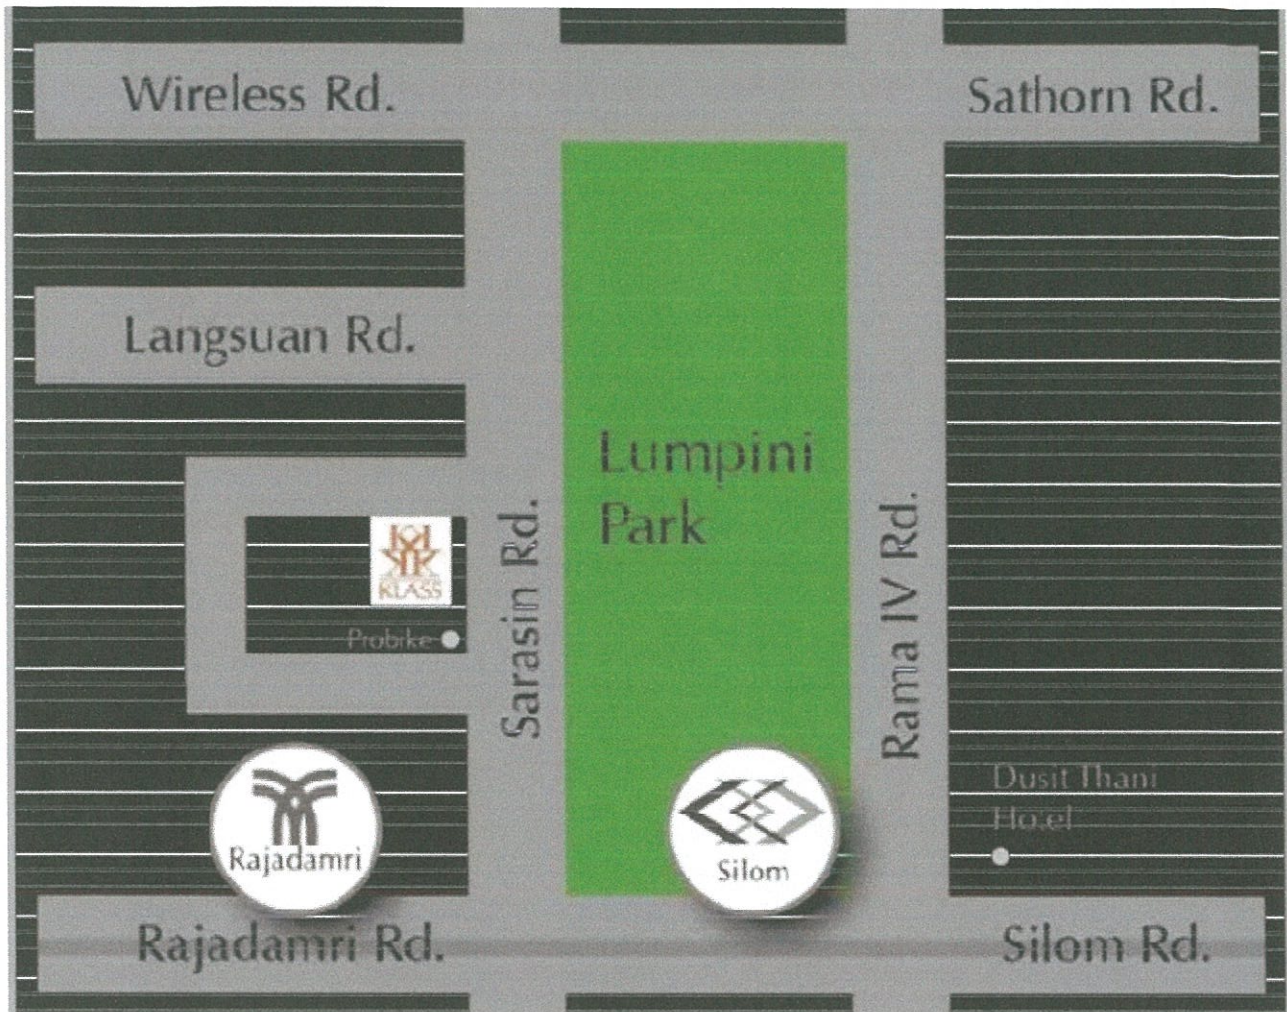 Wireless Rd.
Sathorn Rd.
Langsuan Rd.
Lumpini
Park
Sarasin Rd.
Rama IV Rd.
KLASS
Probike
Dusit Thani
Hotel
Rajadamri
Silom
Rajadamri Rd.
Silom Rd.